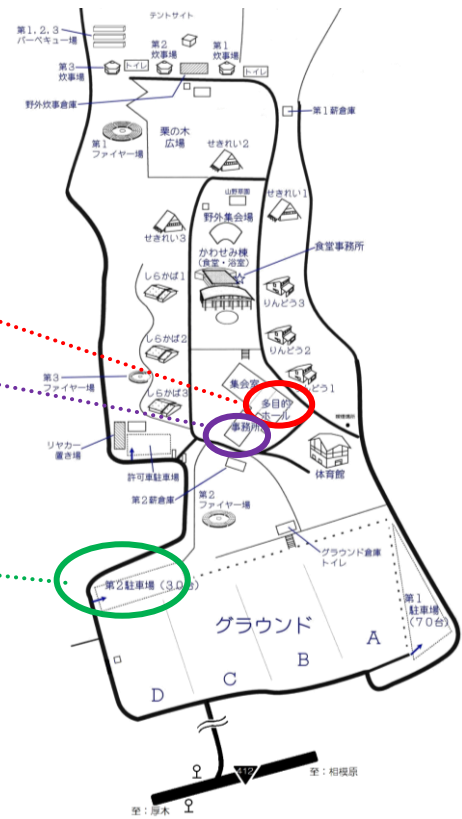 テントサイト
第1,2,3
バーベキュー場
第3
炊事場
トイレ
第2
炊事場
第1
炊事場
トイレ
野外炊事倉庫
第1薪倉庫
栗の木
広場
第1
ファイヤー場
せきれい2
山野草園
せきれい1
野外集会場
せきれい3
かわせみ棟
(食堂・浴室)
食堂事務所
しらかば1
りんどう3
しらかば2
りんどう2
第3
ファイヤー場
集会室
どう1
しらかば3
多目的
ホール
事務所
リヤカー
置き場
許可車駐車場
体育館
第2薪倉庫
第2
ファイヤー場
グラウンド倉庫
トイレ
第2駐車場(30台)
第1
駐車場
(70台)
グラウンド
A
B
C
D
412
至:相模原
至:厚木